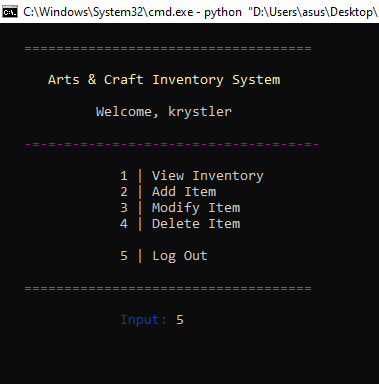 C:\Windows\System32\cmd.exe - python "D:\Users\asus\Desktop\
====================================
Arts & Craft Inventory System
Welcome, krystler
-=-=-=-=-=-=-=-=-=-=-=-=-=-=-=-=-=-=-
1 | View Inventory
2 | Add Item
3 | Modify Item
4 | Delete Item
5 | Log Out
====================================
Input: 5